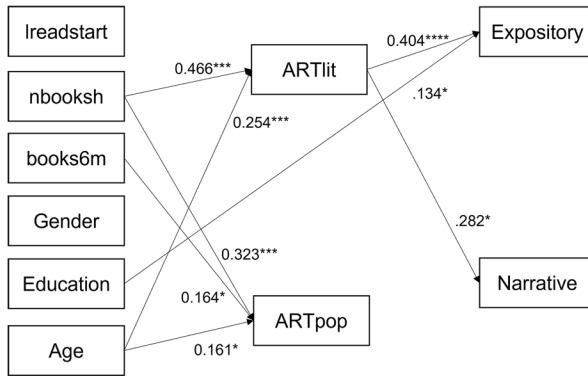 lreadstart
nbooksh
books6m
Gender
Education
Age
0.466***
0.254***
0.323***
0.164*
0.161*
ARTlit
ARTpop
0.404****
.134*
.282*
Expository
Narrative